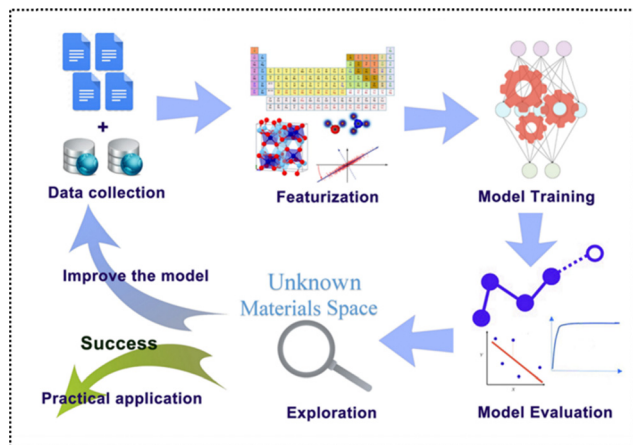 +
Data collection
Featurization
Model Training
Improve the model
Unknown
Materials Space
Success
Practical application
Exploration
Model Evaluation